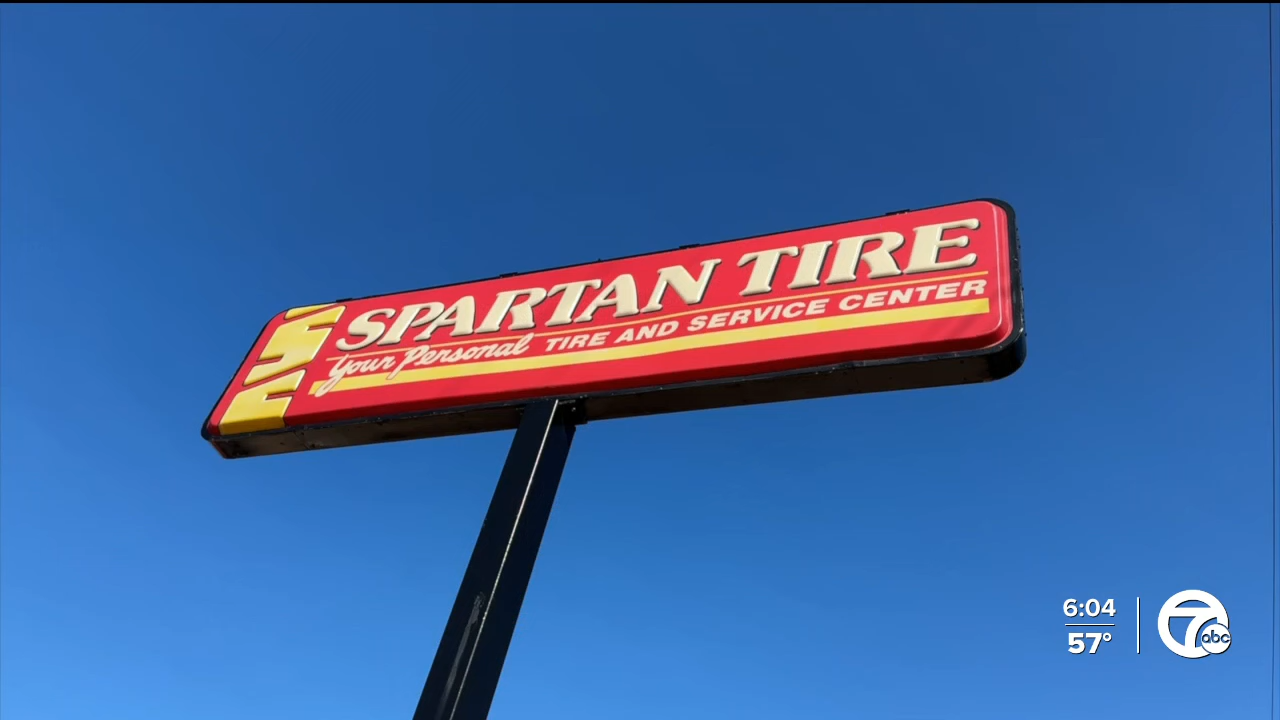 SPARTAN TIRE
Your Personal TIRE AND SERVICE CENTER
6:04
57°
7 abc